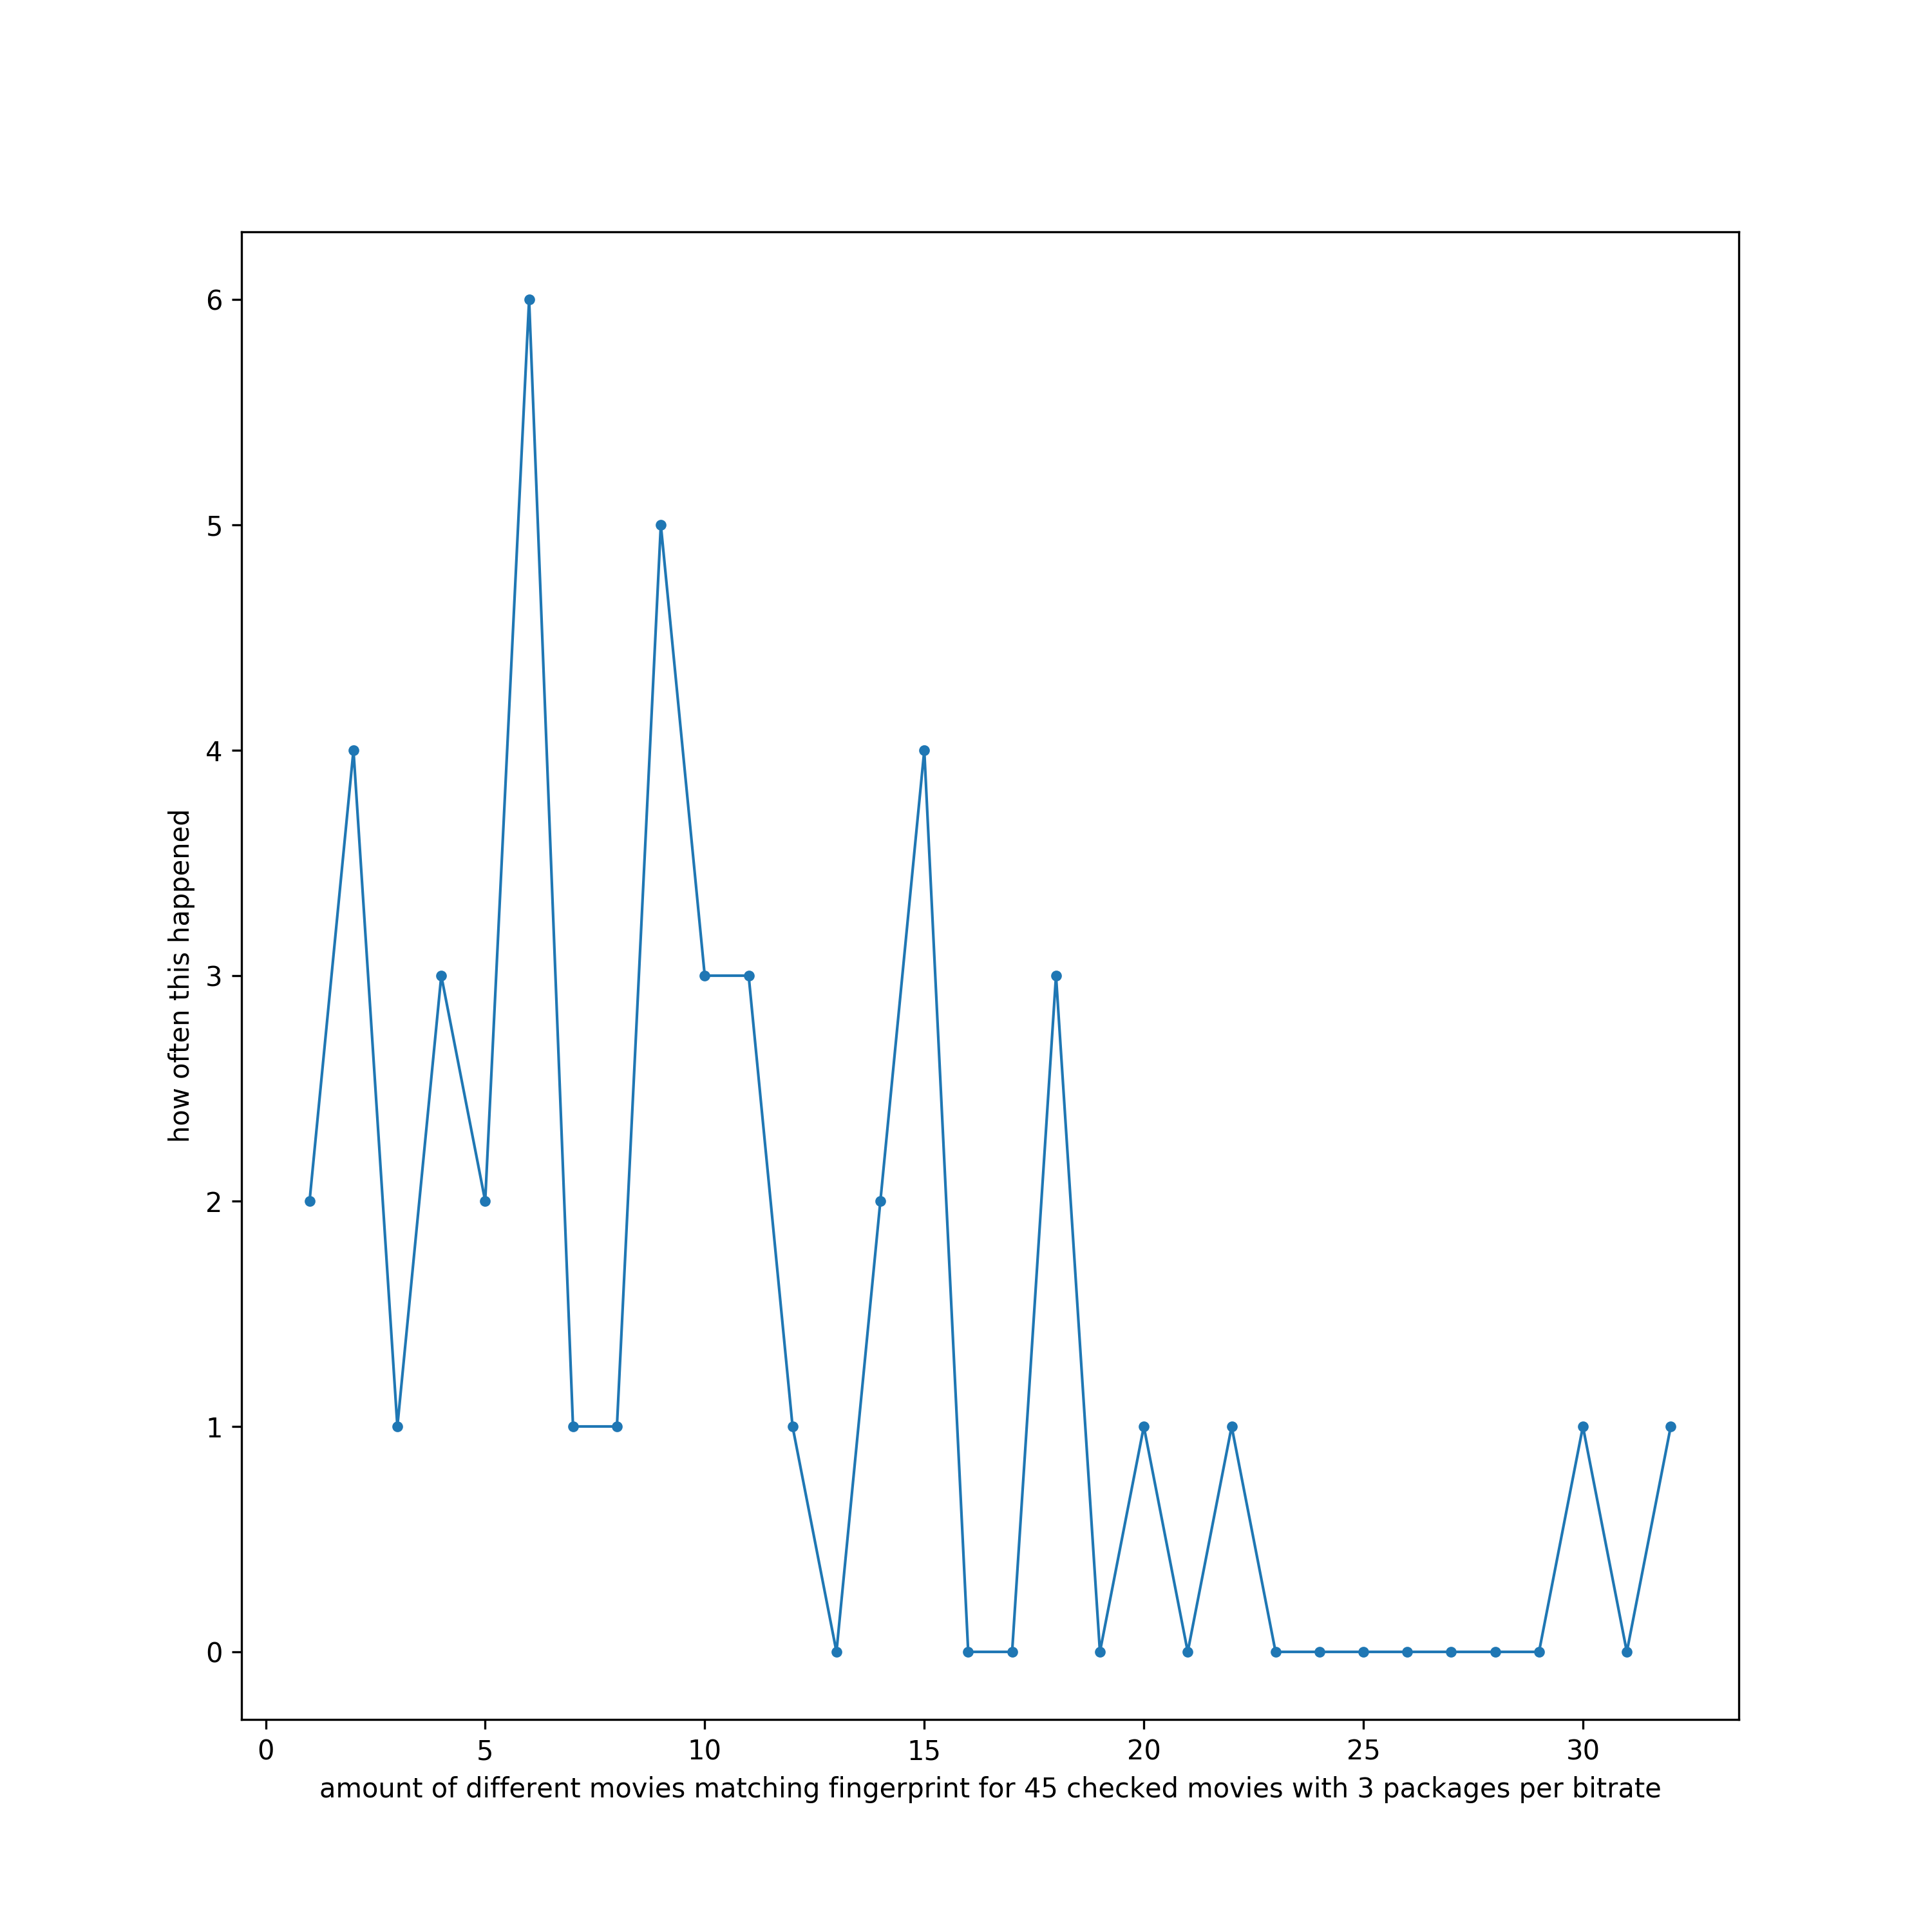 6
5
4
3
2
1
0
how often this happened
0 5 10 15 20 25 30
amount of different movies matching fingerprint for 45 checked movies with 3 packages per bitrate